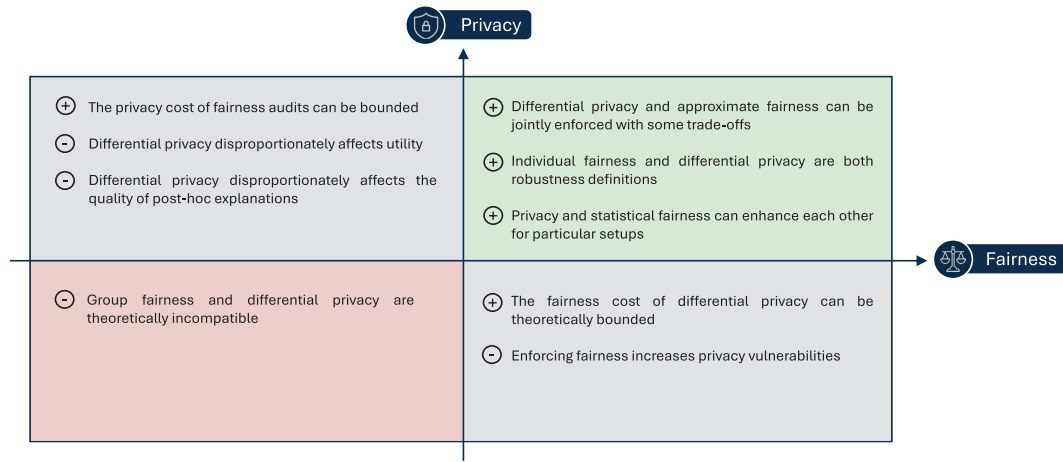 Privacy
The privacy cost of fairness audits can be bounded
Differential privacy disproportionately affects utility
Differential privacy disproportionately affects the
quality of post-hoc explanations
Differential privacy and approximate fairness can be
jointly enforced with some trade-offs
Individual fairness and differential privacy are both
robustness definitions
Privacy and statistical fairness can enhance each other
for particular setups
Fairness
Group fairness and differential privacy are
theoretically incompatible
The fairness cost of differential privacy can be
theoretically bounded
Enforcing fairness increases privacy vulnerabilities